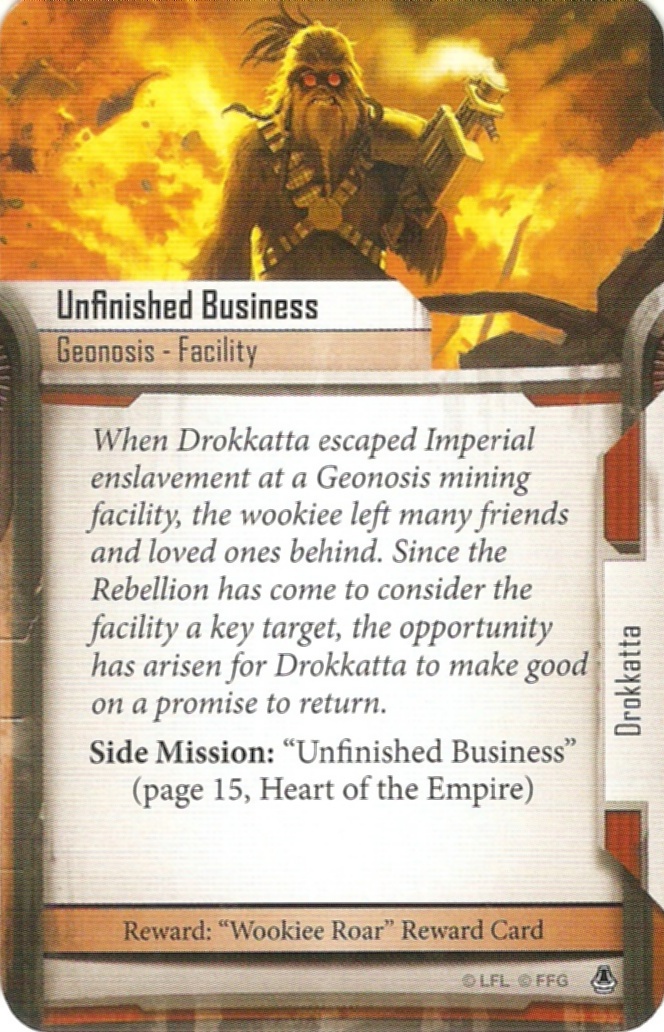 Unfinished Business
Geonosis - Facility
When Drokkatta escaped Imperial
enslavement at a Geonosis mining
facility, the wookiee left many friends
and loved ones behind. Since the
Rebellion has come to consider the
facility a key target, the opportunity
has arisen for Drokkatta to make good
on a promise to return.
Side Mission: “Unfinished Business”
(page 15, Heart of the Empire)
Drokkatta
Reward: “Wookiee Roar” Reward Card
© LFL © FFG